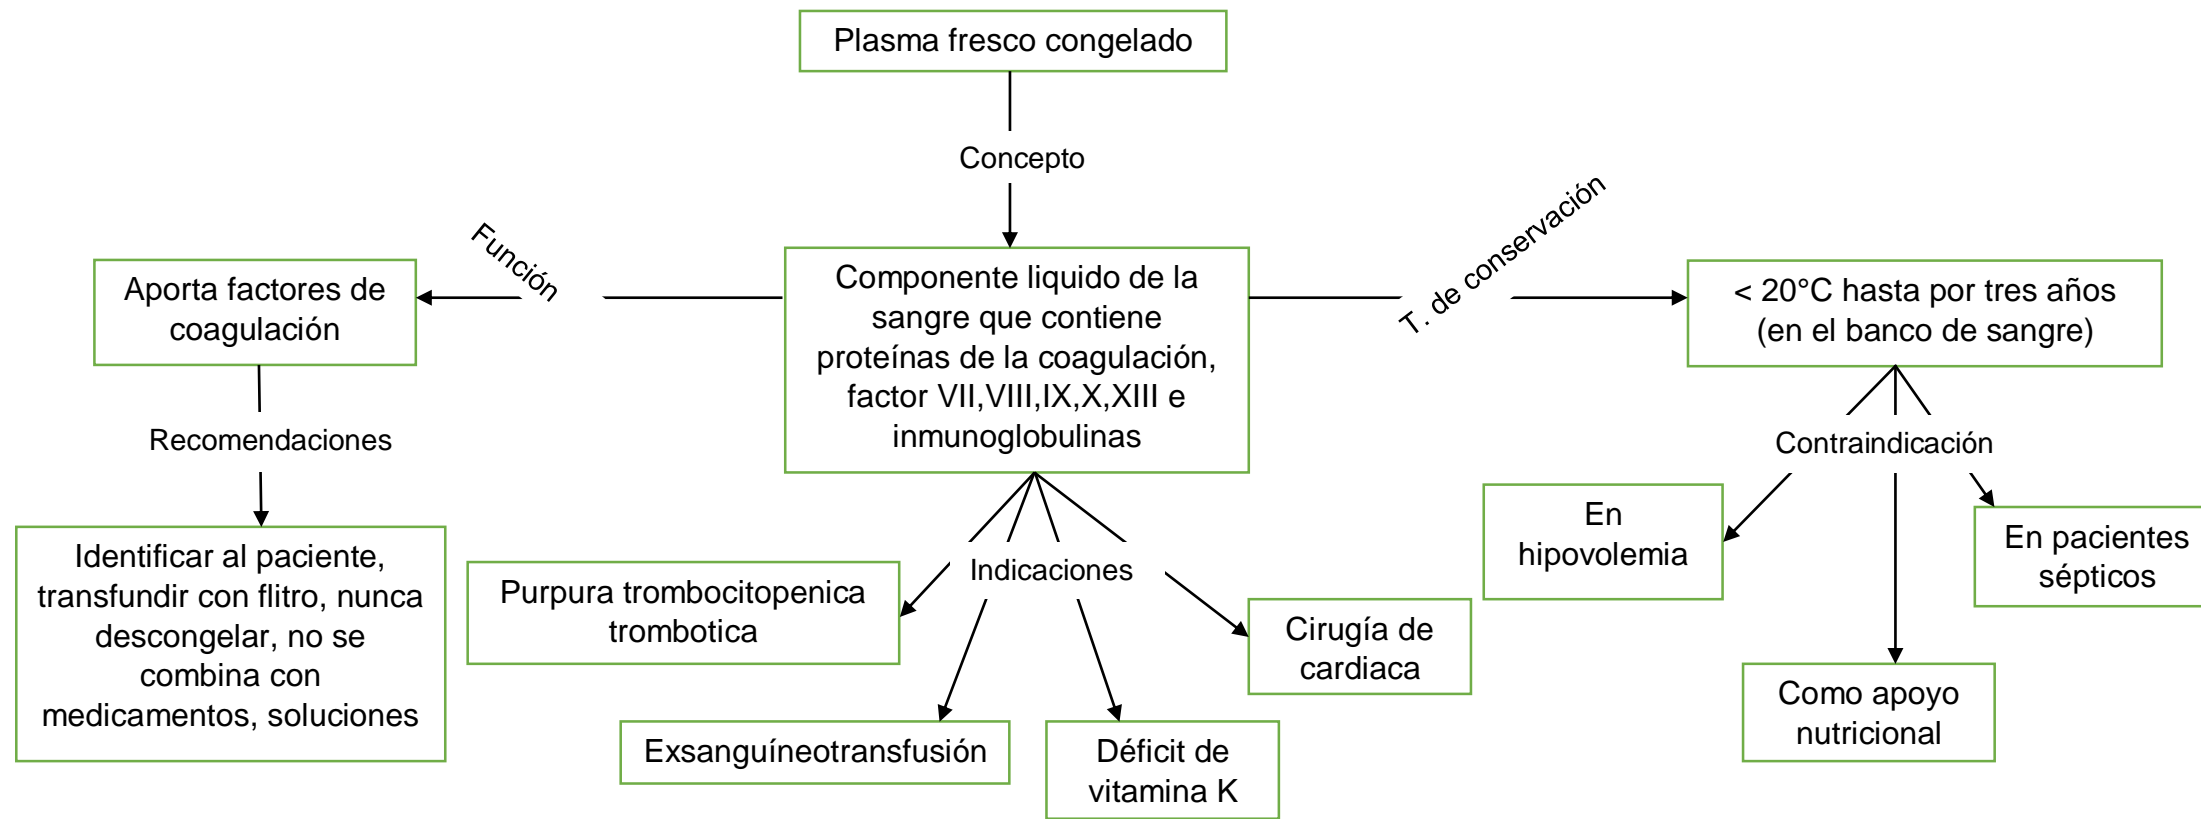 Plasma fresco congelado
Concepto
Función
T. de conservación
Aporta factores de
coagulación
Componente liquido de la
sangre que contiene
proteínas de la coagulación,
factor VII,VIII,IX,X,XIII e
inmunoglobulinas
< 20°C hasta por tres años
(en el banco de sangre)
Recomendaciones
Contraindicación
Identificar al paciente,
transfundir con flitro, nunca
descongelar, no se
combina con
medicamentos, soluciones
Indicaciones
Purpura trombocitopenica
trombotica
Exsanguíneotransfusión
Déficit de
vitamina K
Cirugía de
cardiaca
En
hipovolemia
Como apoyo
nutricional
En pacientes
sépticos